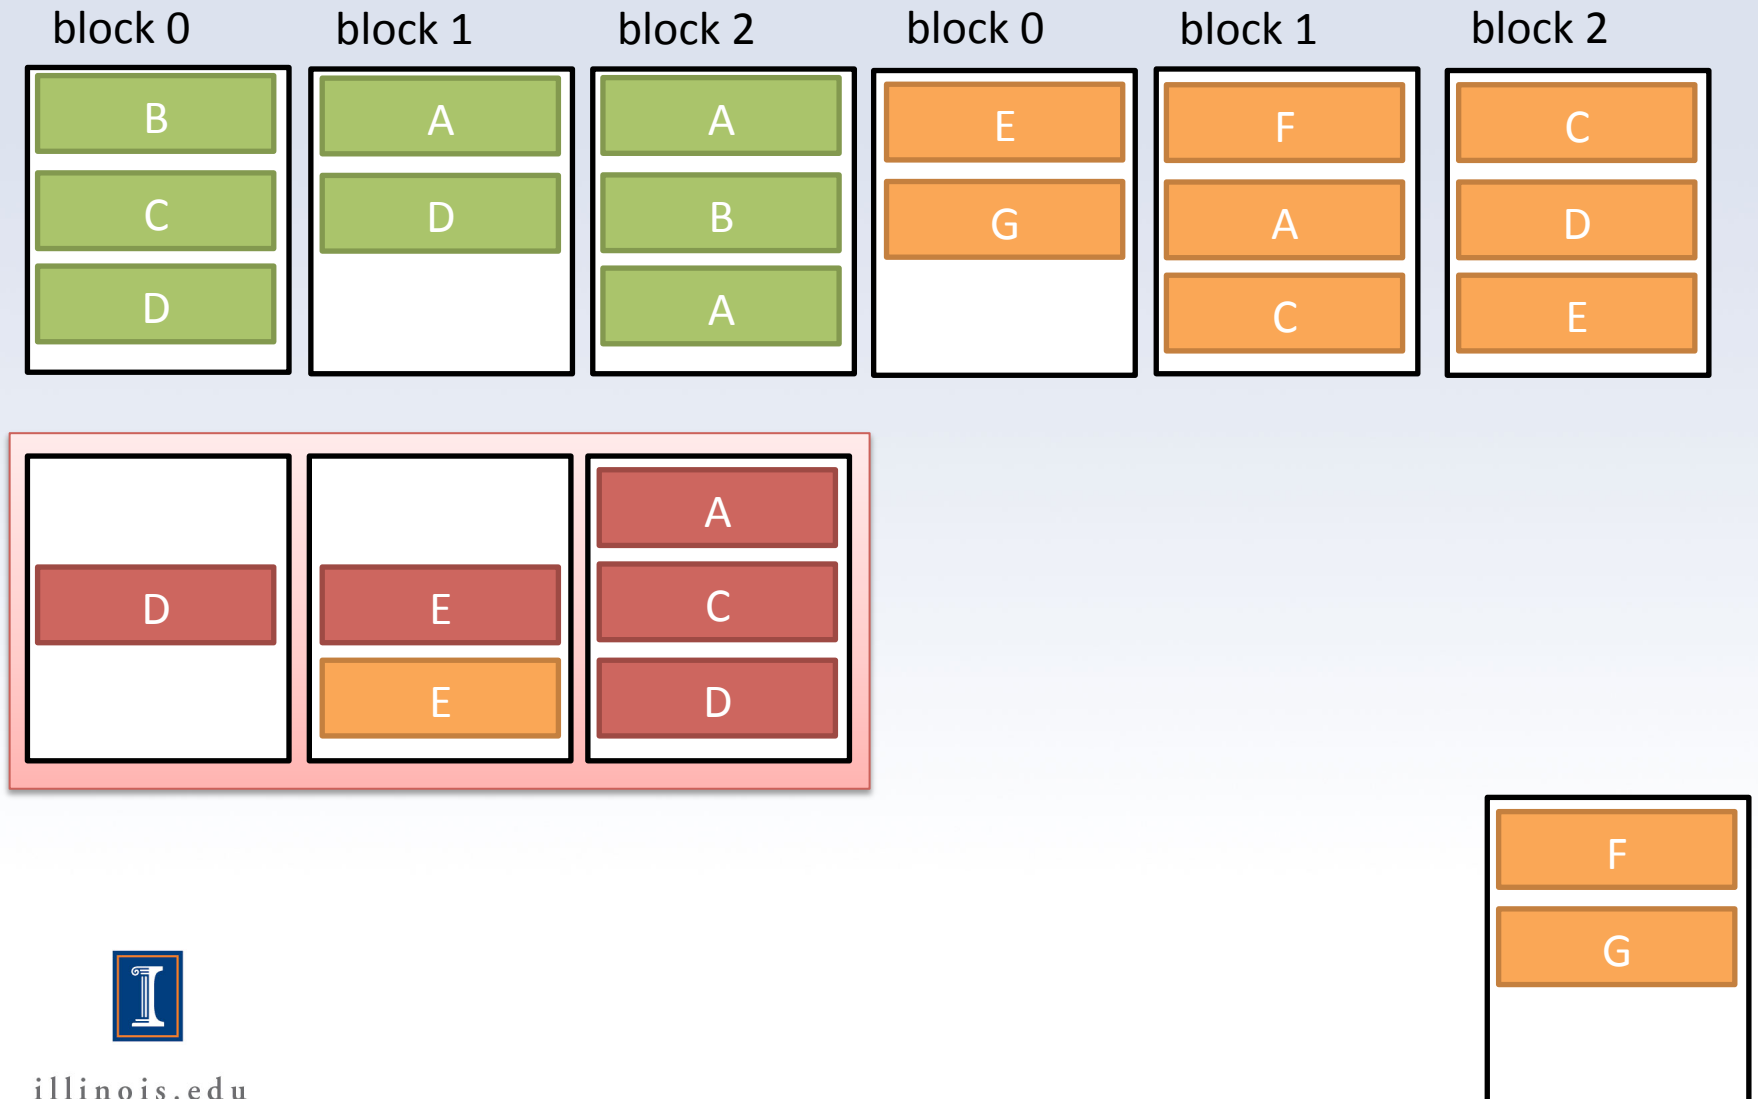 block 0 block 1 block 2 block 0 block 1 block 2
B A A E F C
C D B G A D
D A C E
A
D E C
E D
F
G
illinois.edu